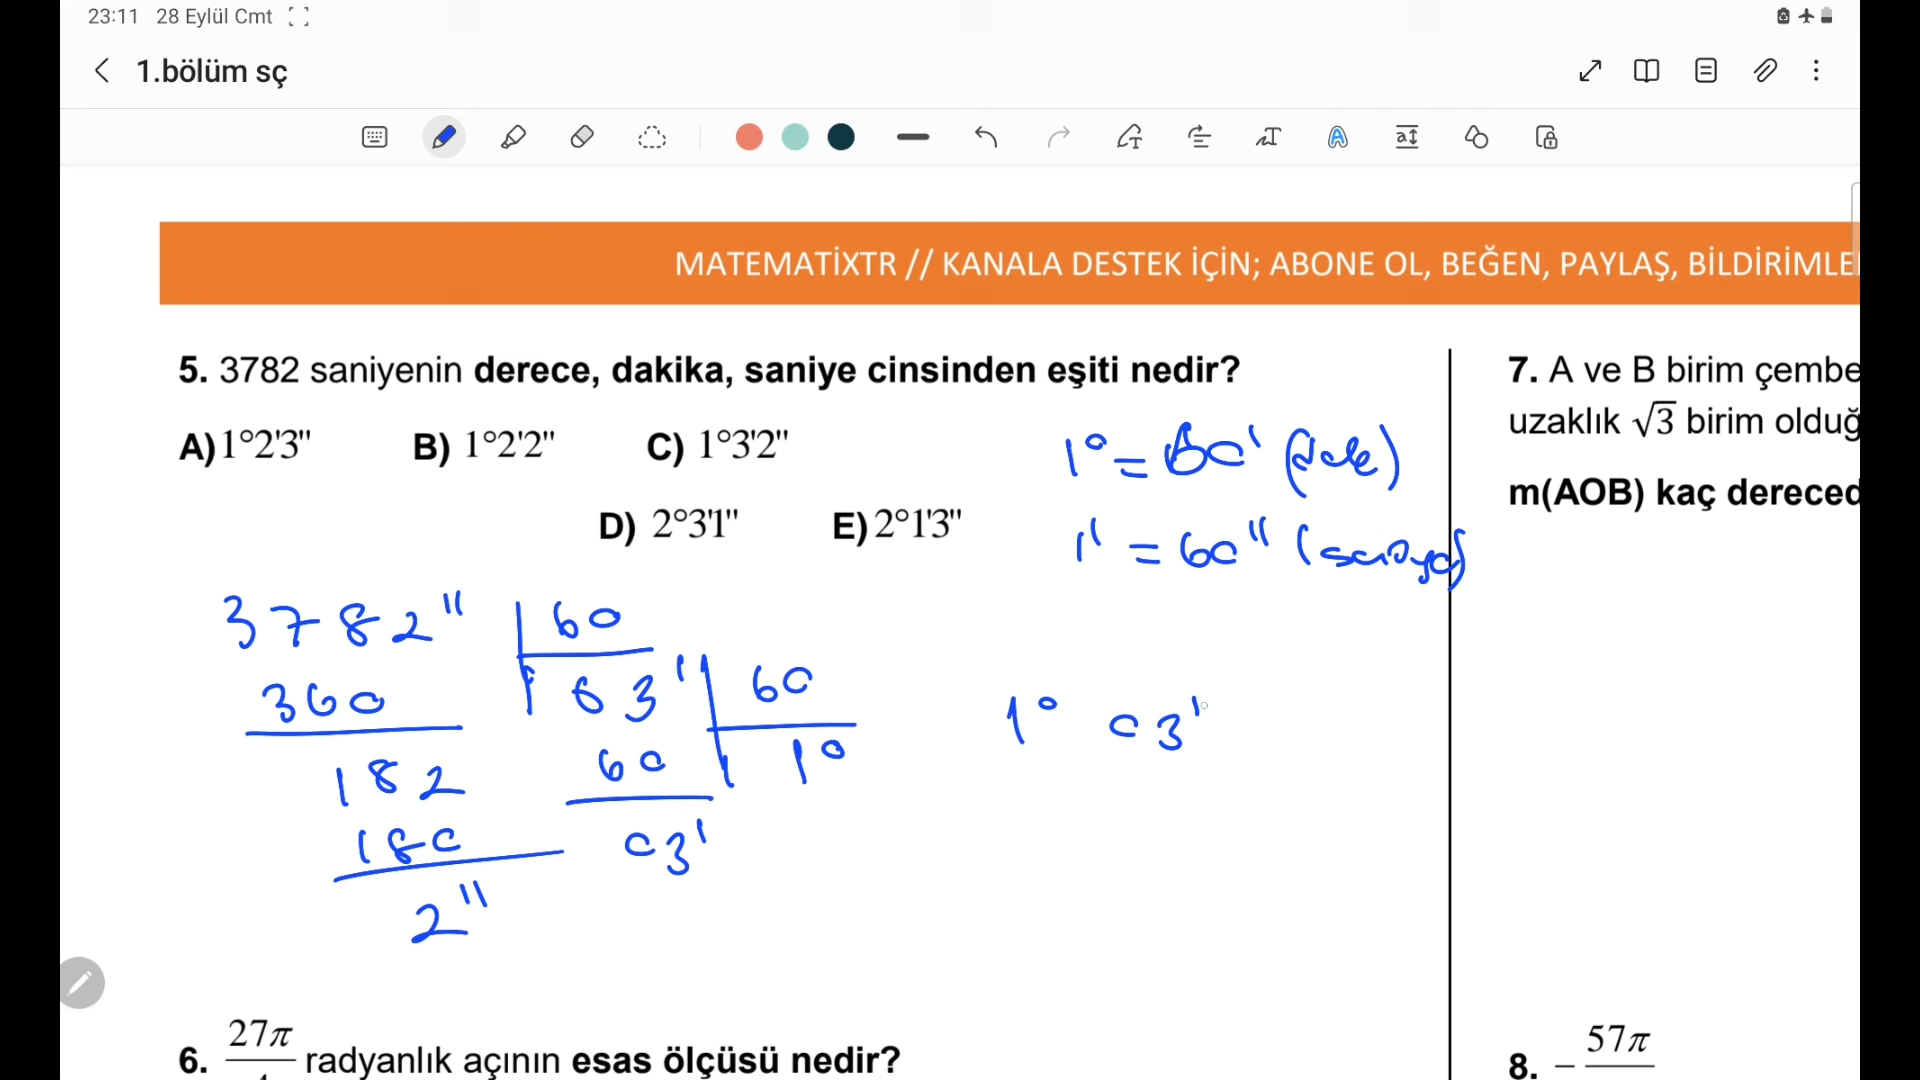 23:11 28 Eylül Cmt
1.bölüm sç
MATEMATİXTR // KANALA DESTEK İÇİN; ABONE OL, BEĞEN, PAYLAŞ, BİLDİRİMLE
5. 3782 saniyenin derece, dakika, saniye cinsinden eşiti nedir?
A) 1°2'3" B) 1°2'2" C) 1°3'2"
D) 2°3'1" E) 2°1'3"
1° = 60' (dak)
1' = 60" (saniye)
3782" 60
360 63' 60
182 60 1°
180 03'
2"
1° 03'
6. 27π/4 radyanlık açının esas ölçüsü nedir?
7. A ve B birim çembe
uzaklık √3 birim olduğ
m(AOB) kaç dereced
8. - 57π